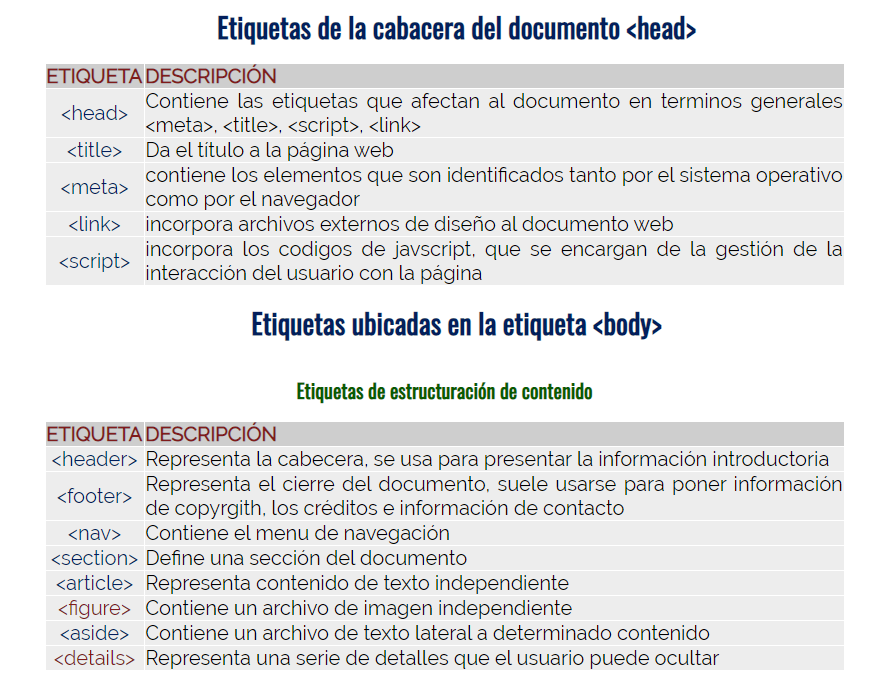 Etiquetas de la cabacera del documento <head>
ETIQUETA DESCRIPCIÓN
<head> Contiene las etiquetas que afectan al documento en terminos generales
<meta>, <title>, <script>, <link>
<title> Da el título a la página web
<meta> contiene los elementos que son identificados tanto por el sistema operativo
como por el navegador
<link> incorpora archivos externos de diseño al documento web
<script> incorpora los codigos de javscript, que se encargan de la gestión de la
interacción del usuario con la página
Etiquetas ubicadas en la etiqueta <body>
Etiquetas de estructuración de contenido
ETIQUETA DESCRIPCIÓN
<header> Representa la cabecera, se usa para presentar la información introductoria
<footer> Representa el cierre del documento, suele usarse para poner información
de copyrgith, los créditos e información de contacto
<nav> Contiene el menu de navegación
<section> Define una sección del documento
<article> Representa contenido de texto independiente
<figure> Contiene un archivo de imagen independiente
<aside> Contiene un archivo de texto lateral a determinado contenido
<details> Representa una serie de detalles que el usuario puede ocultar